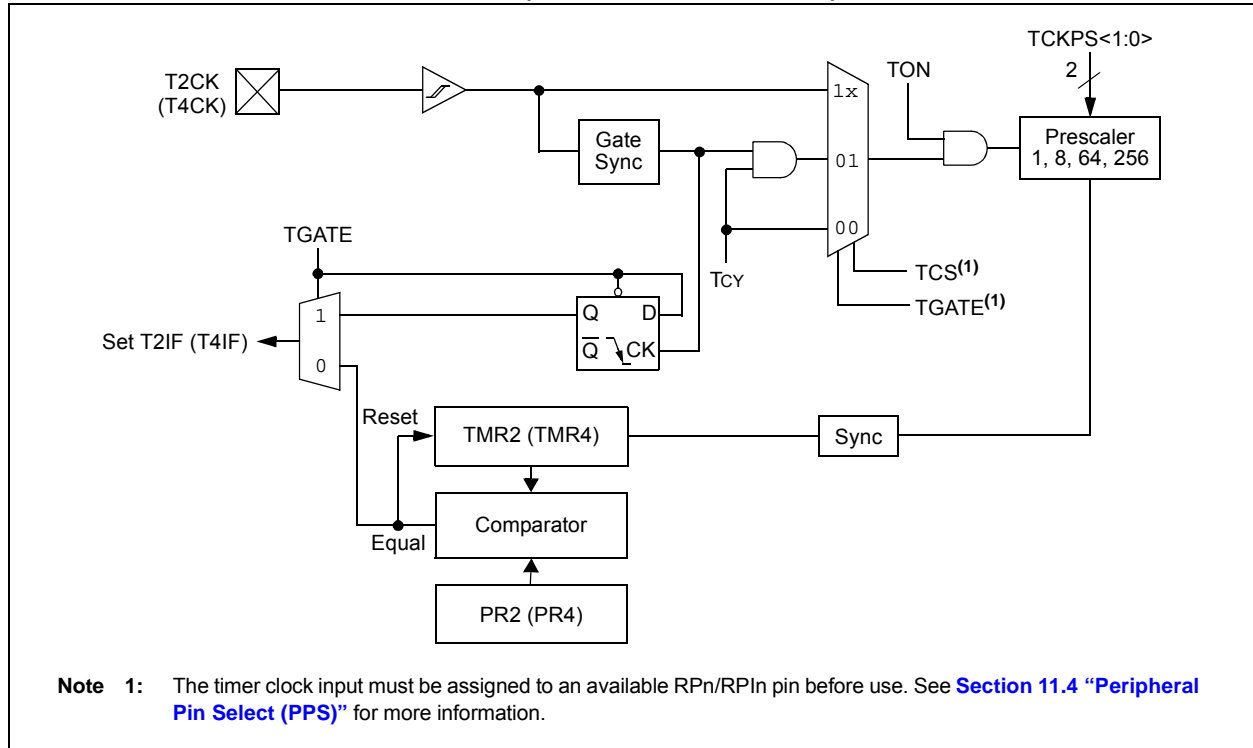 TCKPS<1:0>
2
TON
T2CK
(T4CK)
1x
Prescaler
1, 8, 64, 256
Gate
Sync
01
00
TGATE
TCY
TCS(1)
TGATE(1)
1
Q D
Set T2IF (T4IF)
Q̅ CK
0
Reset
TMR2 (TMR4)
Sync
Comparator
Equal
PR2 (PR4)
Note 1: The timer clock input must be assigned to an available RPn/RPIn pin before use. See Section 11.4 “Peripheral
Pin Select (PPS)” for more information.